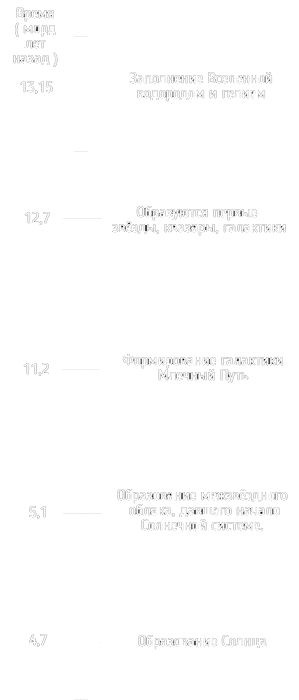 Время
( млрд
лет
назад )
13,15
Заполнение Вселенной
водородом и гелием
12,7
Образуются первые
звёзды, квазары, галактики
11,2
Формирование галактики
Млечный Путь
5,1
Образование межзвёздного
облака, давшего начало
Солнечной системе.
4,7
Образование Солнца